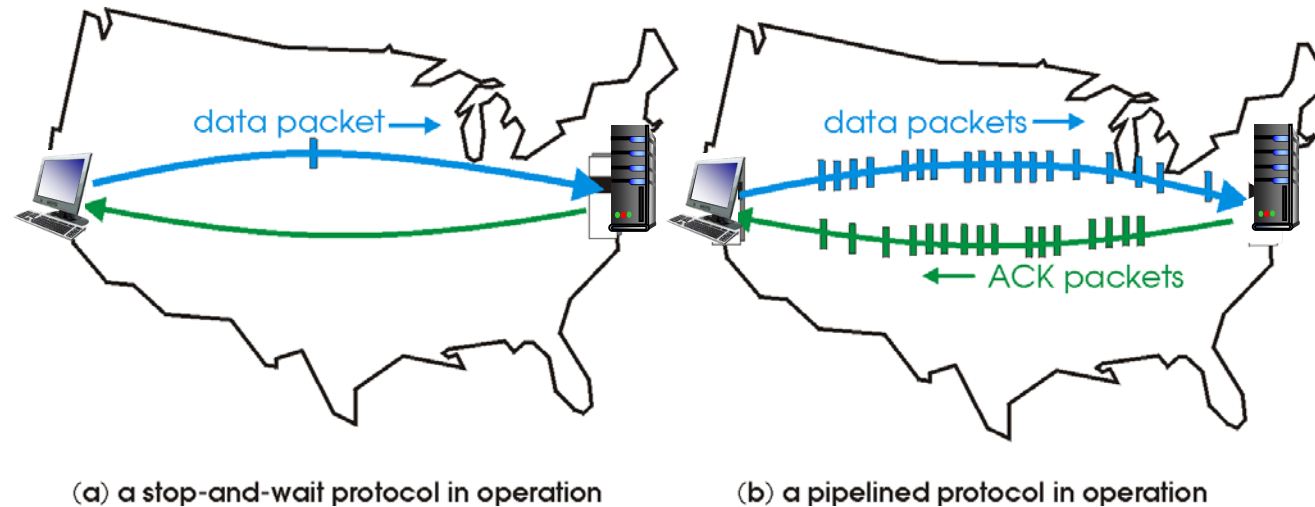 data packet
data packets
ACK packets
(a) a stop-and-wait protocol in operation
(b) a pipelined protocol in operation